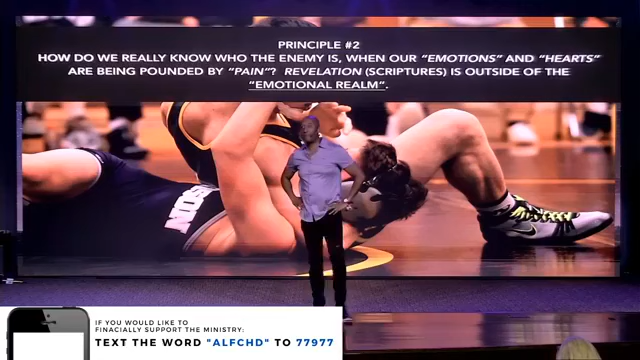 PRINCIPLE #2
HOW DO WE REALLY KNOW WHO THE ENEMY IS, WHEN OUR "EMOTIONS" AND "HEARTS"
ARE BEING POUNDED BY "PAIN"? REVELATION (SCRIPTURES) IS OUTSIDE OF THE
"EMOTIONAL REALM".
IF YOU WOULD LIKE TO
FINACIALLY SUPPORT THE MINISTRY:
TEXT THE WORD "ALFCHD" TO 77977